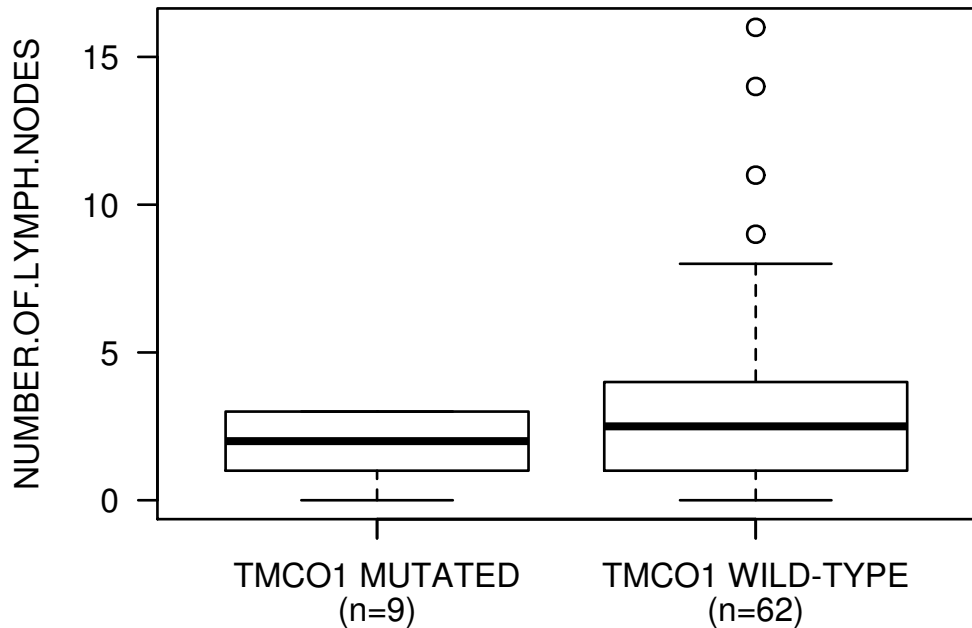 NUMBER.OF.LYMPH.NODES
15
10
5
0
TMCO1 MUTATED
(n=9)
TMCO1 WILD-TYPE
(n=62)